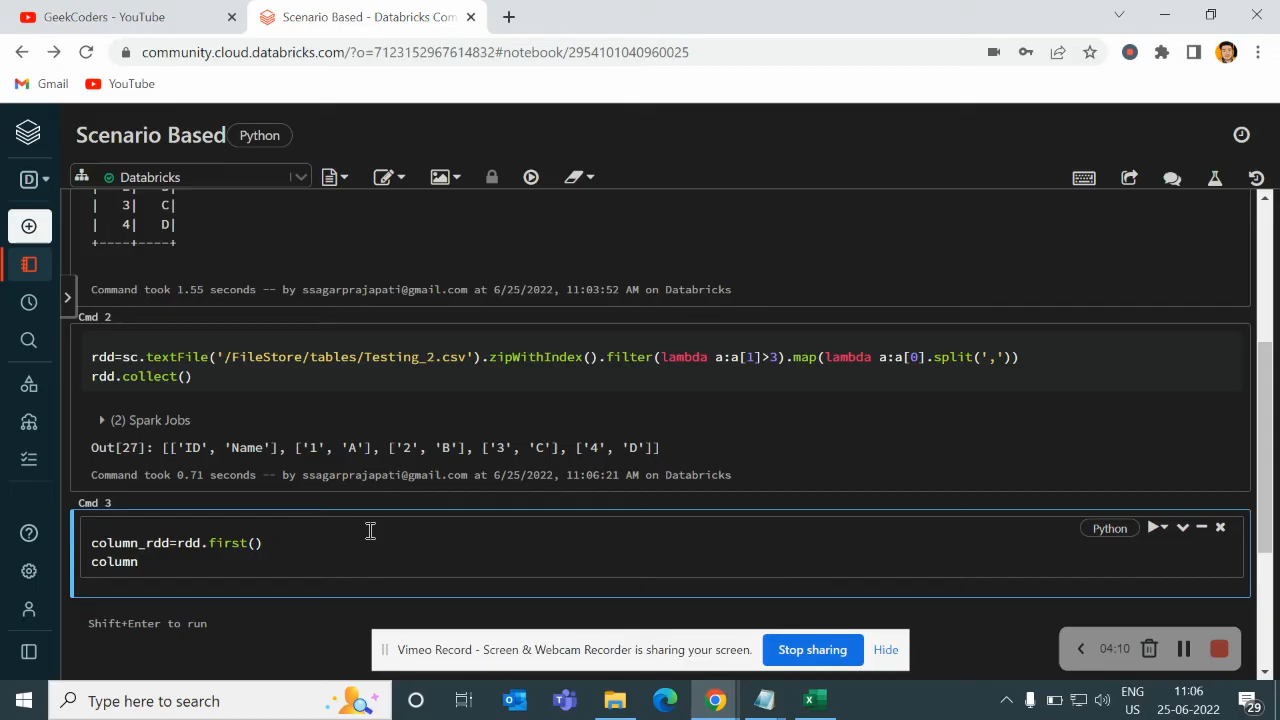 GeekCoders - YouTube
Scenario Based - Databricks Com
community.cloud.databricks.com/?o=7123152967614832#notebook/2954101040960025
Gmail
YouTube
Scenario Based
Python
D
Databricks
| 3| C|
| 4| D|
+----+----+
Command took 1.55 seconds -- by ssagarprajapati@gmail.com at 6/25/2022, 11:03:52 AM on Databricks
Cmd 2
rdd=sc.textFile('/FileStore/tables/Testing_2.csv').zipWithIndex().filter(lambda a:a[1]>3).map(lambda a:a[0].split(','))
rdd.collect()
(2) Spark Jobs
Out[27]: [['ID', 'Name'], ['1', 'A'], ['2', 'B'], ['3', 'C'], ['4', 'D']]
Command took 0.71 seconds -- by ssagarprajapati@gmail.com at 6/25/2022, 11:06:21 AM on Databricks
Cmd 3
Python
column_rdd=rdd.first()
column
Shift+Enter to run
Vimeo Record - Screen & Webcam Recorder is sharing your screen.
Stop sharing
Hide
04:10
Type here to search
ENG
US
11:06
25-06-2022
29